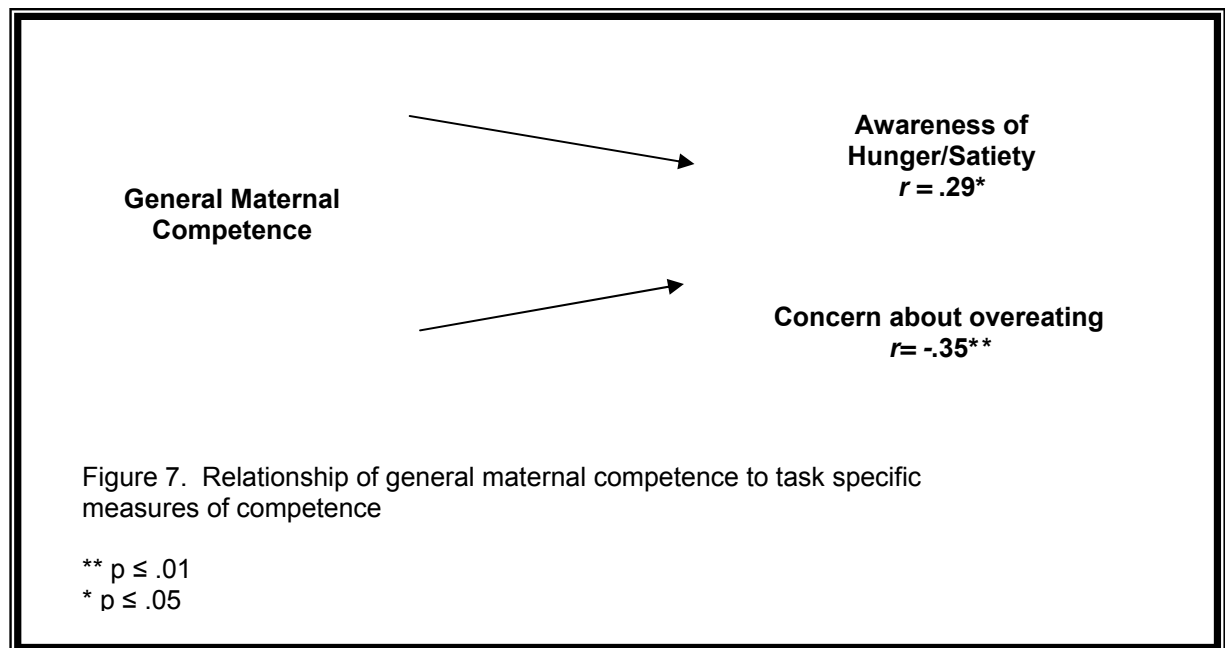 General Maternal
Competence
Awareness of
Hunger/Satiety
r = .29*
Concern about overeating
r= -.35**
Figure 7.  Relationship of general maternal competence to task specific
measures of competence
** p ≤ .01
* p ≤ .05